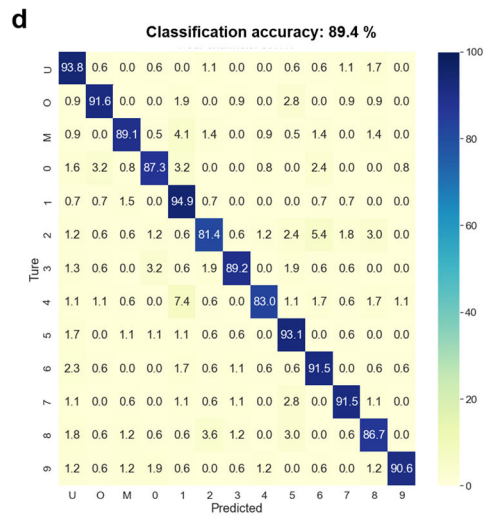 d
Classification accuracy: 89.4 %
U 93.8 0.6 0.0 0.6 0.0 1.1 0.0 0.0 0.6 0.6 1.1 1.7 0.0
O 0.9 91.6 0.0 0.0 1.9 0.0 0.9 0.0 2.8 0.0 0.9 0.9 0.0
M 0.9 0.0 89.1 0.5 4.1 1.4 0.0 0.9 0.5 1.4 0.0 1.4 0.0
0 1.6 3.2 0.8 87.3 3.2 0.0 0.0 0.8 0.0 2.4 0.0 0.0 0.8
1 0.7 0.7 1.5 0.0 94.9 0.7 0.0 0.0 0.0 0.7 0.7 0.0 0.0
2 1.2 0.6 0.6 1.2 0.6 81.4 0.6 1.2 2.4 5.4 1.8 3.0 0.0
3 1.3 0.6 0.0 3.2 0.6 1.9 89.2 0.0 1.9 0.6 0.6 0.0 0.0
4 1.1 1.1 0.6 0.0 7.4 0.6 0.0 83.0 1.1 1.7 0.6 1.7 1.1
5 1.7 0.0 1.1 1.1 1.1 0.6 0.6 0.0 93.1 0.0 0.6 0.0 0.0
6 2.3 0.0 0.0 0.0 1.7 0.6 1.1 0.6 0.6 91.5 0.0 0.6 0.6
7 1.1 0.0 0.6 0.0 1.1 0.6 1.1 0.0 2.8 0.0 91.5 1.1 0.0
8 1.8 0.6 1.2 0.6 0.6 3.6 1.2 0.0 3.0 0.0 0.6 86.7 0.0
9 1.2 0.6 1.2 1.9 0.6 0.0 0.6 1.2 0.0 0.6 0.0 1.2 90.6
U O M 0 1 2 3 4 5 6 7 8 9
Predicted
Ture
100
80
60
40
20
0